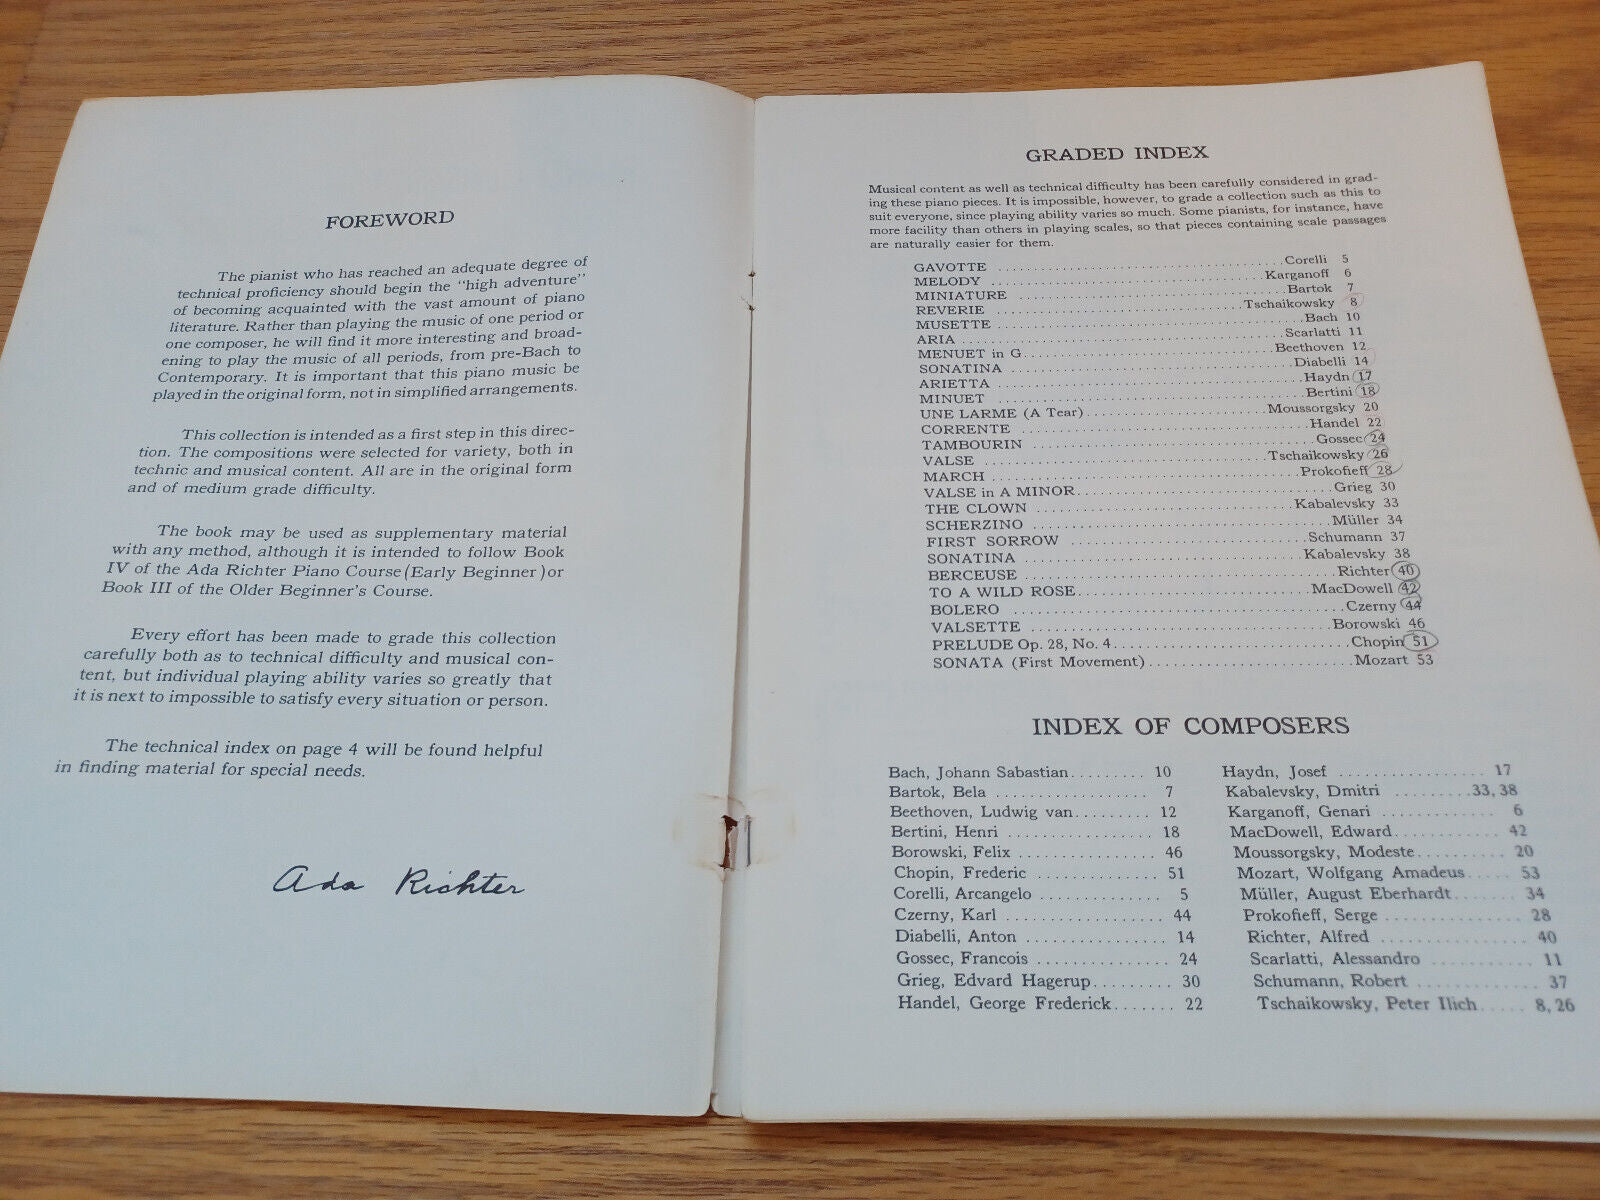 FOREWORD
The pianist who has reached an adequate degree of
technical proficiency should begin the "high adventure"
of becoming acquainted with the vast amount of piano
literature. Rather than playing the music of one period or
one composer, he will find it more interesting and broad-
ening to play the music of all periods, from pre-Bach to
Contemporary. It is important that this piano music be
played in the original form, not in simplified arrangements.
This collection is intended as a first step in this direc-
tion. The compositions were selected for variety, both in
technic and musical content. All are in the original form
and of medium grade difficulty.
The book may be used as supplementary material
with any method, although it is intended to follow Book
IV of the Ada Richter Piano Course (Early Beginner) or
Book III of the Older Beginner's Course.
Every effort has been made to grade this collection
carefully both as to technical difficulty and musical con-
tent, but individual playing ability varies so greatly that
it is next to impossible to satisfy every situation or person.
The technical index on page 4 will be found helpful
in finding material for special needs.
Ada Richter
GRADED INDEX
Musical content as well as technical difficulty has been carefully considered in grad-
ing these piano pieces. It is impossible, however, to grade a collection such as this to
suit everyone, since playing ability varies so much. Some pianists, for instance, have
more facility than others in playing scales, so that pieces containing scale passages
are naturally easier for them.
GAVOTTE ........ Corelli 5
MELODY ........ Karganoff 6
MINIATURE ........ Bartok 7
REVERIE ........ Tschaikowsky 8
MUSETTE ........ Bach 10
ARIA ........ Scarlatti 11
MENUET in G ........ Beethoven 12
SONATINA ........ Diabelli 14
ARIETTA ........ Haydn 17
MINUET ........ Bertini 18
UNE LARME (A Tear) ........ Moussorgsky 20
CORRENTE ........ Handel 22
TAMBOURIN ........ Gossec 24
VALSE ........ Tschaikowsky 26
MARCH ........ Prokofieff 28
VALSE in A MINOR ........ Grieg 30
THE CLOWN ........ Kabalevsky 33
SCHERZINO ........ Müller 34
FIRST SORROW ........ Schumann 37
SONATINA ........ Kabalevsky 38
BERCEUSE ........ Richter 40
TO A WILD ROSE ........ MacDowell 42
BOLERO ........ Czerny 44
VALSETTE ........ Borowski 46
PRELUDE Op. 28, No. 4 ........ Chopin 51
SONATA (First Movement) ........ Mozart 53
INDEX OF COMPOSERS
Bach, Johann Sabastian ........ 10
Bartok, Bela ........ 7
Beethoven, Ludwig van ........ 12
Bertini, Henri ........ 18
Borowski, Felix ........ 46
Chopin, Frederic ........ 51
Corelli, Arcangelo ........ 5
Czerny, Karl ........ 44
Diabelli, Anton ........ 14
Gossec, Francois ........ 24
Grieg, Edvard Hagerup ........ 30
Handel, George Frederick ........ 22
Haydn, Josef ........ 17
Kabalevsky, Dmitri ........ 33, 38
Karganoff, Genari ........ 6
MacDowell, Edward ........ 42
Moussorgsky, Modeste ........ 20
Mozart, Wolfgang Amadeus ........ 53
Müller, August Eberhardt ........ 34
Prokofieff, Serge ........ 28
Richter, Alfred ........ 40
Scarlatti, Alessandro ........ 11
Schumann, Robert ........ 37
Tschaikowsky, Peter Ilich ........ 8, 26